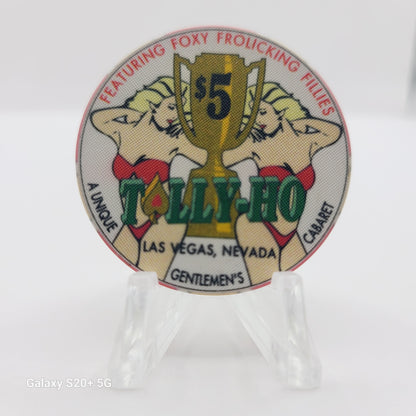 FEATURING FOXY FROLICKING FILLIES
$5
TALLY-HO
LAS VEGAS, NEVADA
A UNIQUE
GENTLEMEN'S
CABARET
Galaxy S20+ 5G